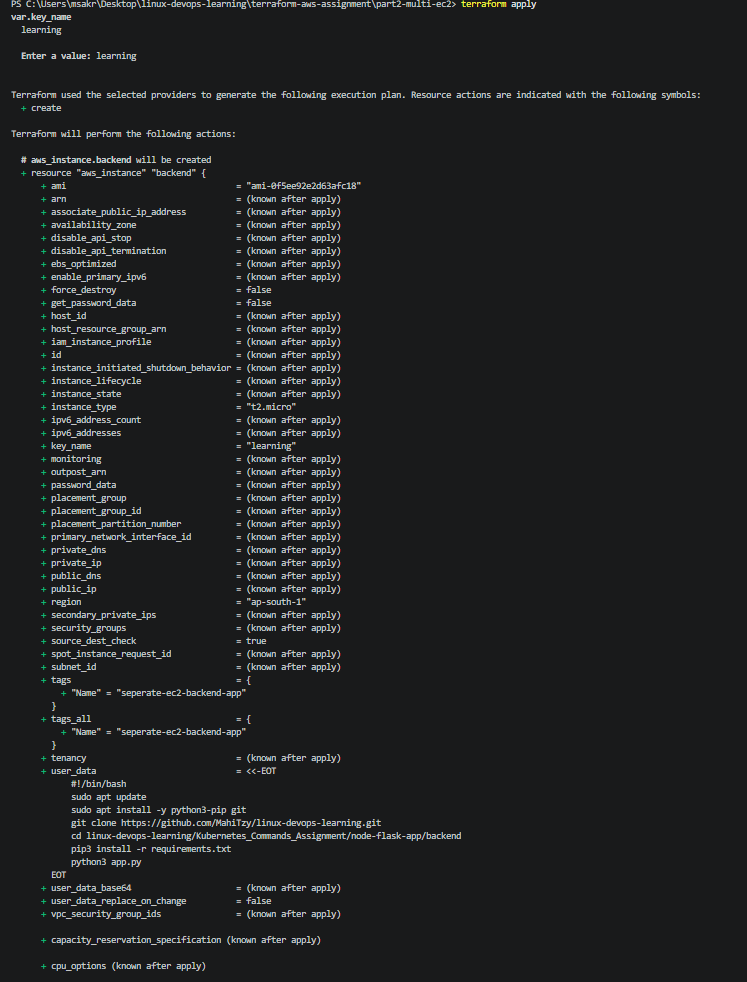 PS C:\Users\msakr\Desktop\linux-devops-learning\terraform-aws-assignment\part2-multi-ec2> terraform apply
var.key_name
  learning

  Enter a value: learning


Terraform used the selected providers to generate the following execution plan. Resource actions are indicated with the following symbols:
  + create

Terraform will perform the following actions:

  # aws_instance.backend will be created
  + resource "aws_instance" "backend" {
      + ami                                  = "ami-0f5ee92e2d63afc18"
      + arn                                  = (known after apply)
      + associate_public_ip_address          = (known after apply)
      + availability_zone                    = (known after apply)
      + disable_api_stop                     = (known after apply)
      + disable_api_termination              = (known after apply)
      + ebs_optimized                        = (known after apply)
      + enable_primary_ipv6                  = (known after apply)
      + force_destroy                        = false
      + get_password_data                    = false
      + host_id                              = (known after apply)
      + host_resource_group_arn              = (known after apply)
      + iam_instance_profile                 = (known after apply)
      + id                                   = (known after apply)
      + instance_initiated_shutdown_behavior = (known after apply)
      + instance_lifecycle                   = (known after apply)
      + instance_state                       = (known after apply)
      + instance_type                        = "t2.micro"
      + ipv6_address_count                   = (known after apply)
      + ipv6_addresses                       = (known after apply)
      + key_name                             = "learning"
      + monitoring                           = (known after apply)
      + outpost_arn                          = (known after apply)
      + password_data                        = (known after apply)
      + placement_group                      = (known after apply)
      + placement_group_id                   = (known after apply)
      + placement_partition_number           = (known after apply)
      + primary_network_interface_id         = (known after apply)
      + private_dns                          = (known after apply)
      + private_ip                           = (known after apply)
      + public_dns                           = (known after apply)
      + public_ip                            = (known after apply)
      + region                               = "ap-south-1"
      + secondary_private_ips                = (known after apply)
      + security_groups                      = (known after apply)
      + source_dest_check                    = true
      + spot_instance_request_id             = (known after apply)
      + subnet_id                            = (known after apply)
      + tags                                 = {
          + "Name" = "seperate-ec2-backend-app"
        }
      + tags_all                             = {
          + "Name" = "seperate-ec2-backend-app"
        }
      + tenancy                              = (known after apply)
      + user_data                            = <<-EOT
            #!/bin/bash
            sudo apt update
            sudo apt install -y python3-pip git
            git clone https://github.com/MahiTzy/linux-devops-learning.git
            cd linux-devops-learning/Kubernetes_Commands_Assignment/node-flask-app/backend
            pip3 install -r requirements.txt
            python3 app.py
        EOT
      + user_data_base64                     = (known after apply)
      + user_data_replace_on_change          = false
      + vpc_security_group_ids               = (known after apply)

      + capacity_reservation_specification (known after apply)

      + cpu_options (known after apply)